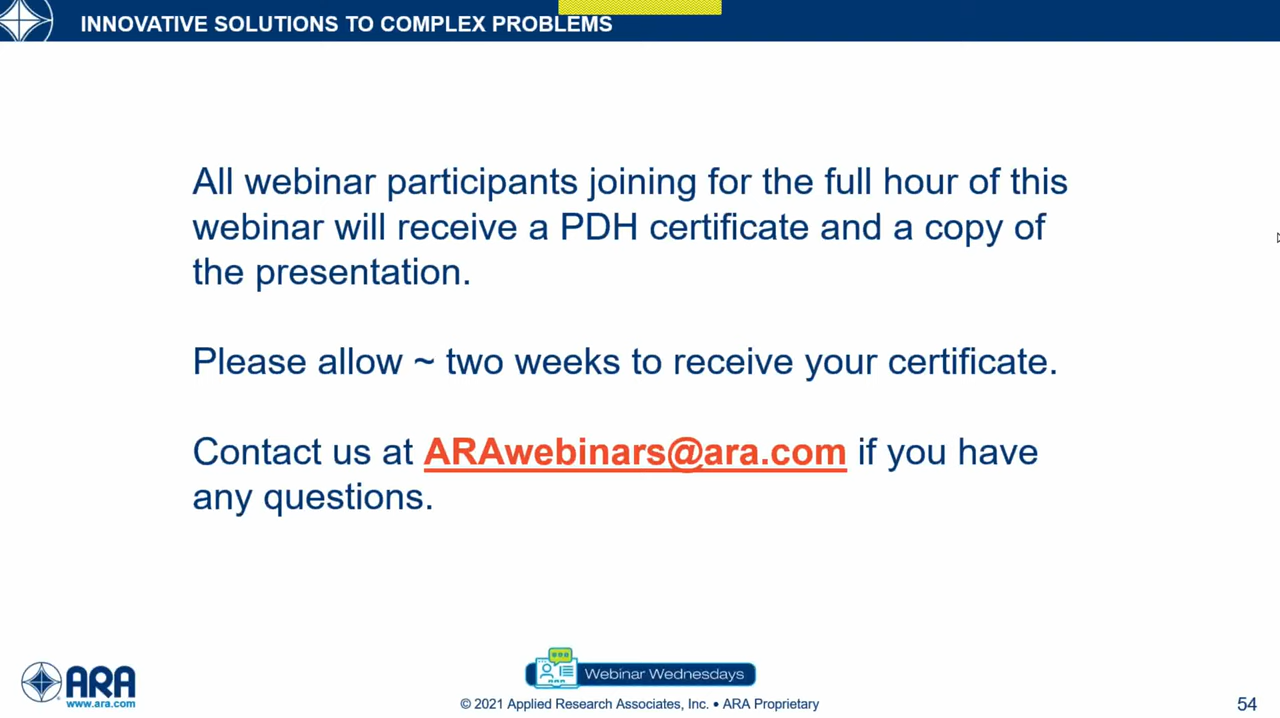 INNOVATIVE SOLUTIONS TO COMPLEX PROBLEMS
All webinar participants joining for the full hour of this
webinar will receive a PDH certificate and a copy of
the presentation.
Please allow ~ two weeks to receive your certificate.
Contact us at ARAwebinars@ara.com if you have
any questions.
ARA
www.ara.com
Webinar Wednesdays
© 2021 Applied Research Associates, Inc. • ARA Proprietary
54